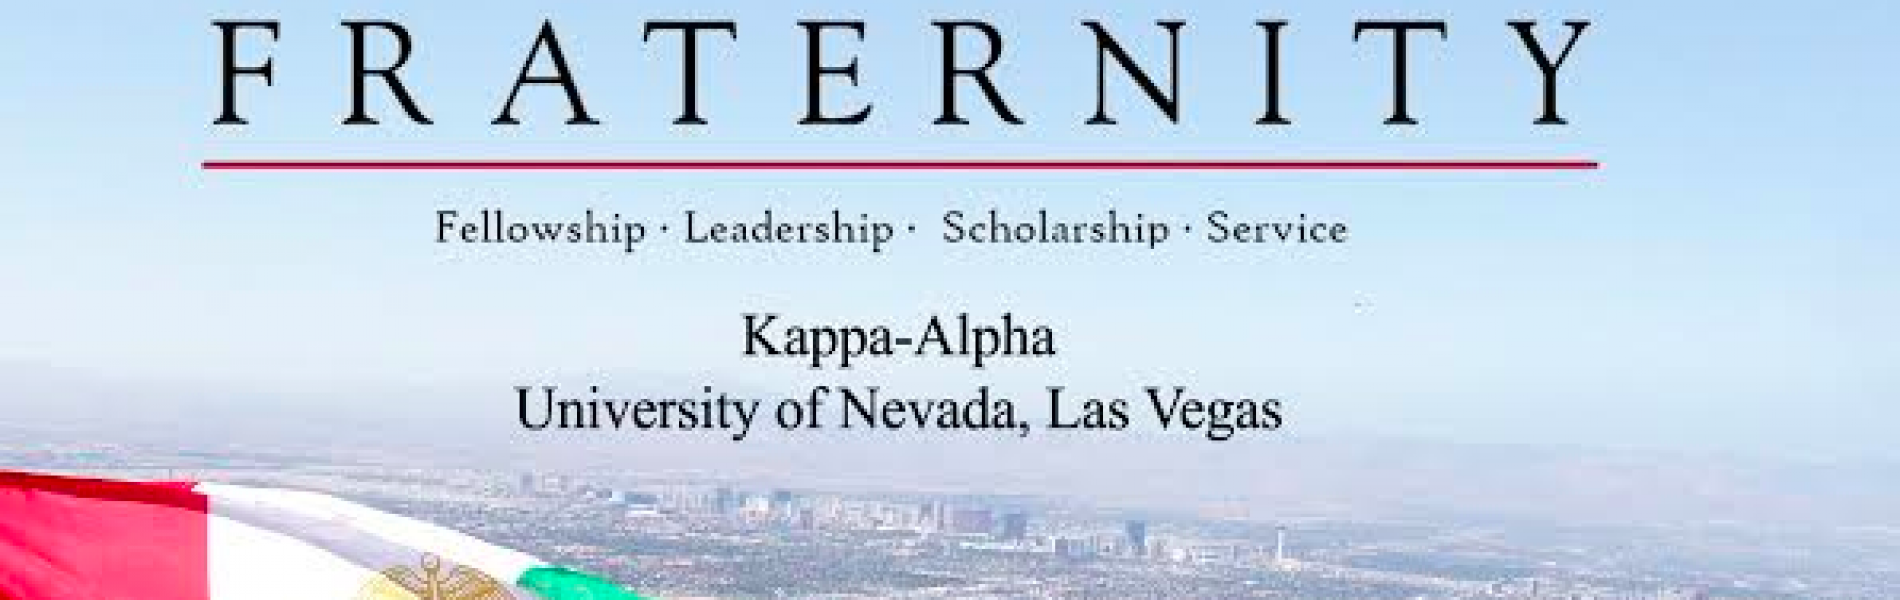 FRATERNITY
Fellowship · Leadership · Scholarship · Service
Kappa-Alpha
University of Nevada, Las Vegas